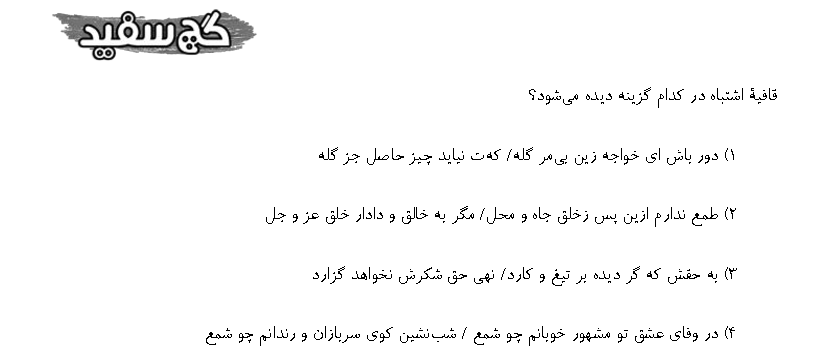 گچ سفید
قافیۀ اشتباه در کدام گزینه دیده می‌شود؟
۱) دور باش ای خواجه زین بی‌مر گله/ که‌ت نیاید چیز حاصل جز گله
۲) طمع ندارم ازین پس زخلق جاه و محل/ مگر به خالق و دادار خلق عز و جل
۳) به حقش که گر دیده بر تیغ و کارد/ نهی حق شکرش نخواهد گزارد
۴) در وفای عشق تو مشهور خوبانم چو شمع / شب‌نشین کوی سربازان و رندانم چو شمع